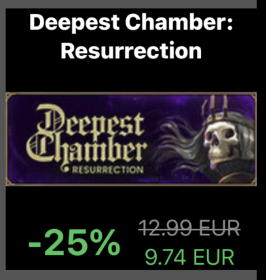 Deepest Chamber:
Resurrection
Deepest
Chamber
RESURRECTION
-25%
12.99 EUR
9.74 EUR